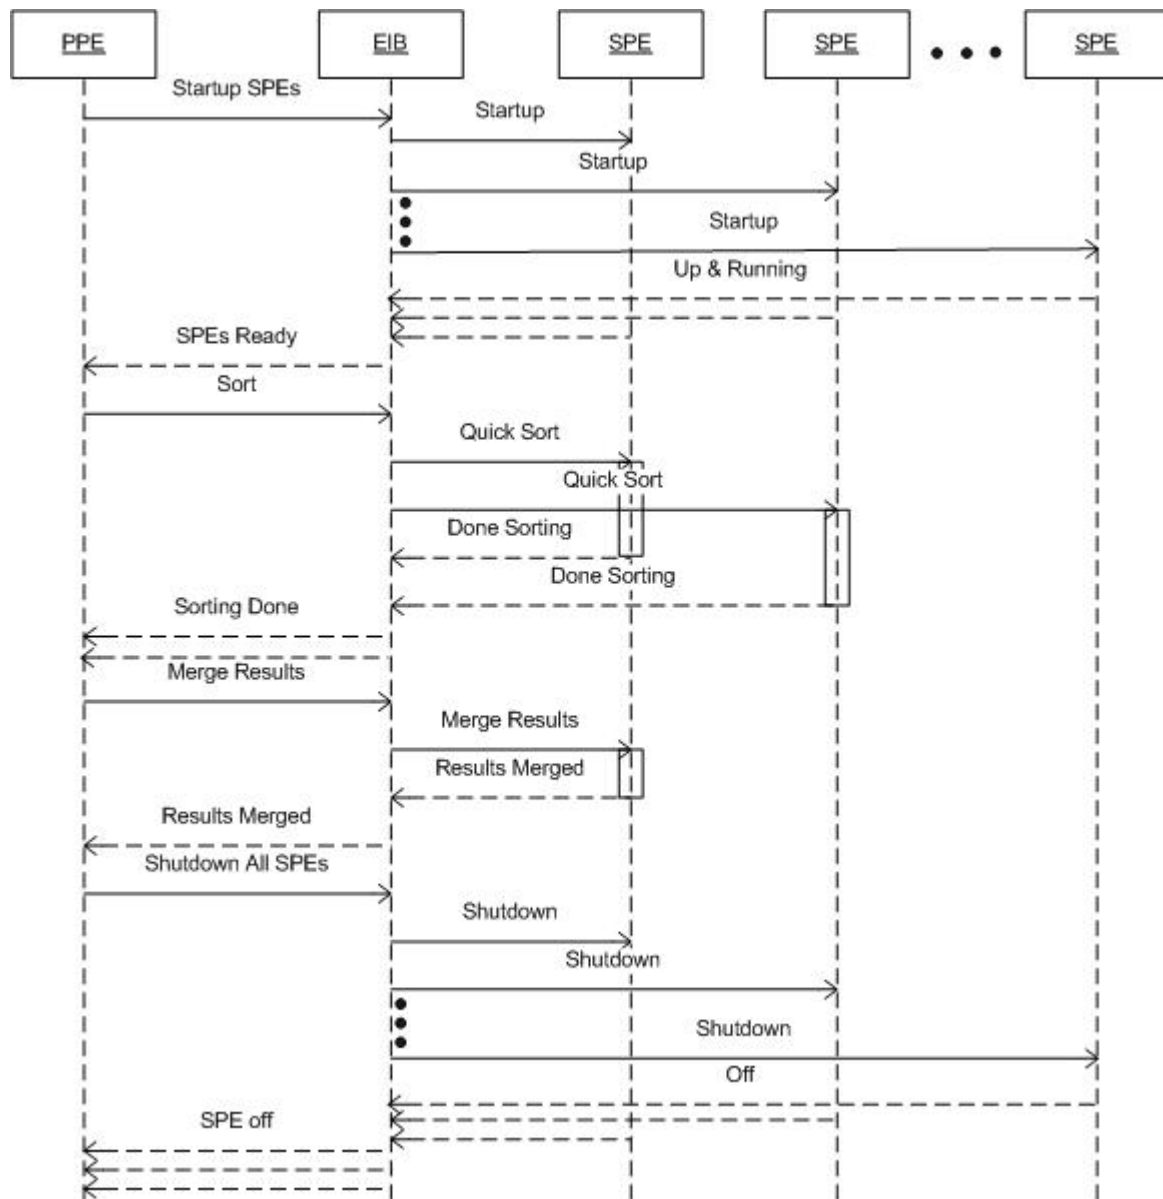 PPE
EIB
SPE
SPE
SPE
Startup SPEs
Startup
Startup
Startup
Up & Running
SPEs Ready
Sort
Quick Sort
Quick Sort
Done Sorting
Done Sorting
Sorting Done
Merge Results
Merge Results
Results Merged
Results Merged
Shutdown All SPEs
Shutdown
Shutdown
Shutdown
Off
SPE off